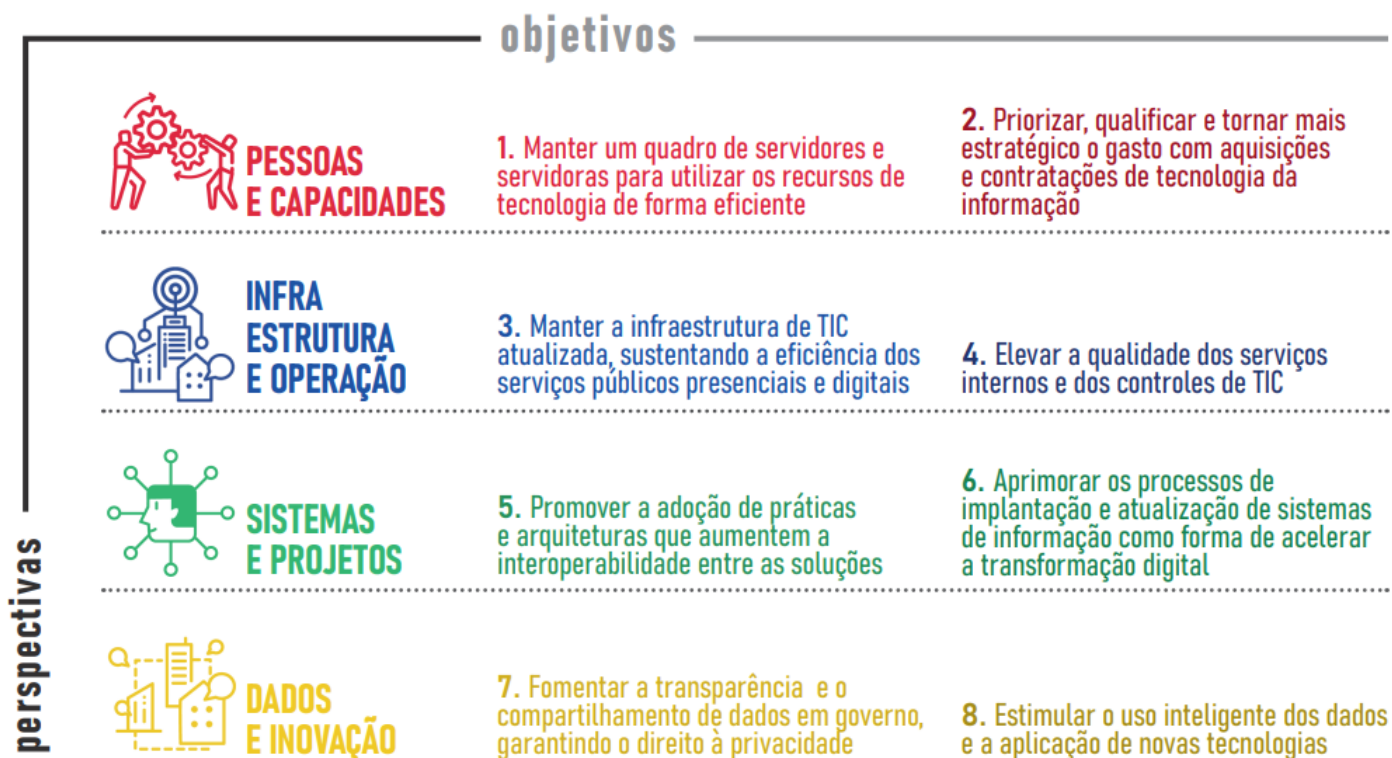 objetivos
perspectivas
PESSOAS
E CAPACIDADES
1. Manter um quadro de servidores e
servidoras para utilizar os recursos de
tecnologia de forma eficiente
2. Priorizar, qualificar e tornar mais
estratégico o gasto com aquisições
e contratações de tecnologia da
informação
INFRA
ESTRUTURA
E OPERAÇÃO
3. Manter a infraestrutura de TIC
atualizada, sustentando a eficiência dos
serviços públicos presenciais e digitais
4. Elevar a qualidade dos serviços
internos e dos controles de TIC
SISTEMAS
E PROJETOS
5. Promover a adoção de práticas
e arquiteturas que aumentem a
interoperabilidade entre as soluções
6. Aprimorar os processos de
implantação e atualização de sistemas
de informação como forma de acelerar
a transformação digital
DADOS
E INOVAÇÃO
7. Fomentar a transparência e o
compartilhamento de dados em governo,
garantindo o direito à privacidade
8. Estimular o uso inteligente dos dados
e a aplicação de novas tecnologias